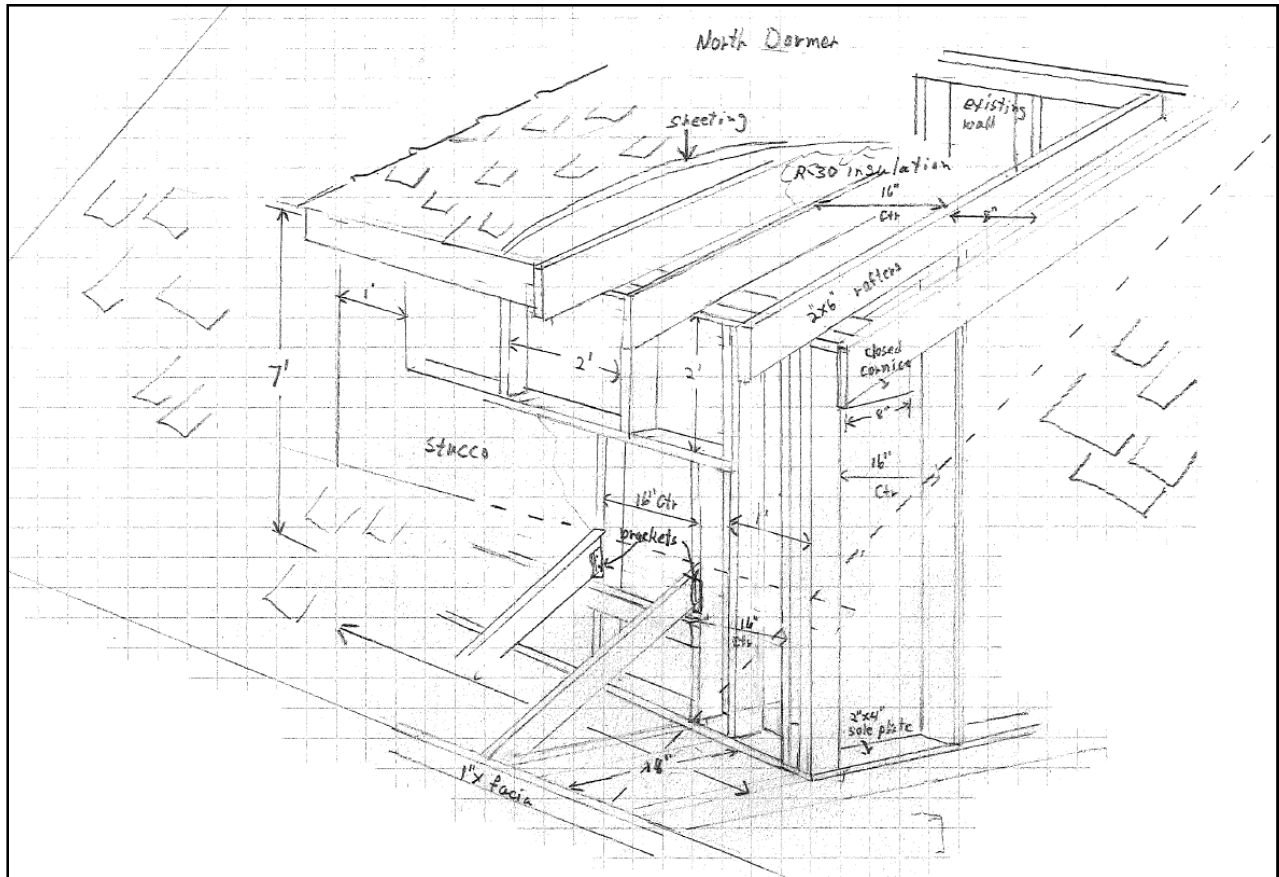 North Dormer
sheeting
existing
wall
R-30 insulation
16"
Ctr
8"
1'
2"x6" rafters
7'
2'
2'
closed
cornice
8"
stucco
16"
Ctr
16" Ctr
1'
brackets
16"
Ctr
2"x4"
sole plate
18"
1"x facia